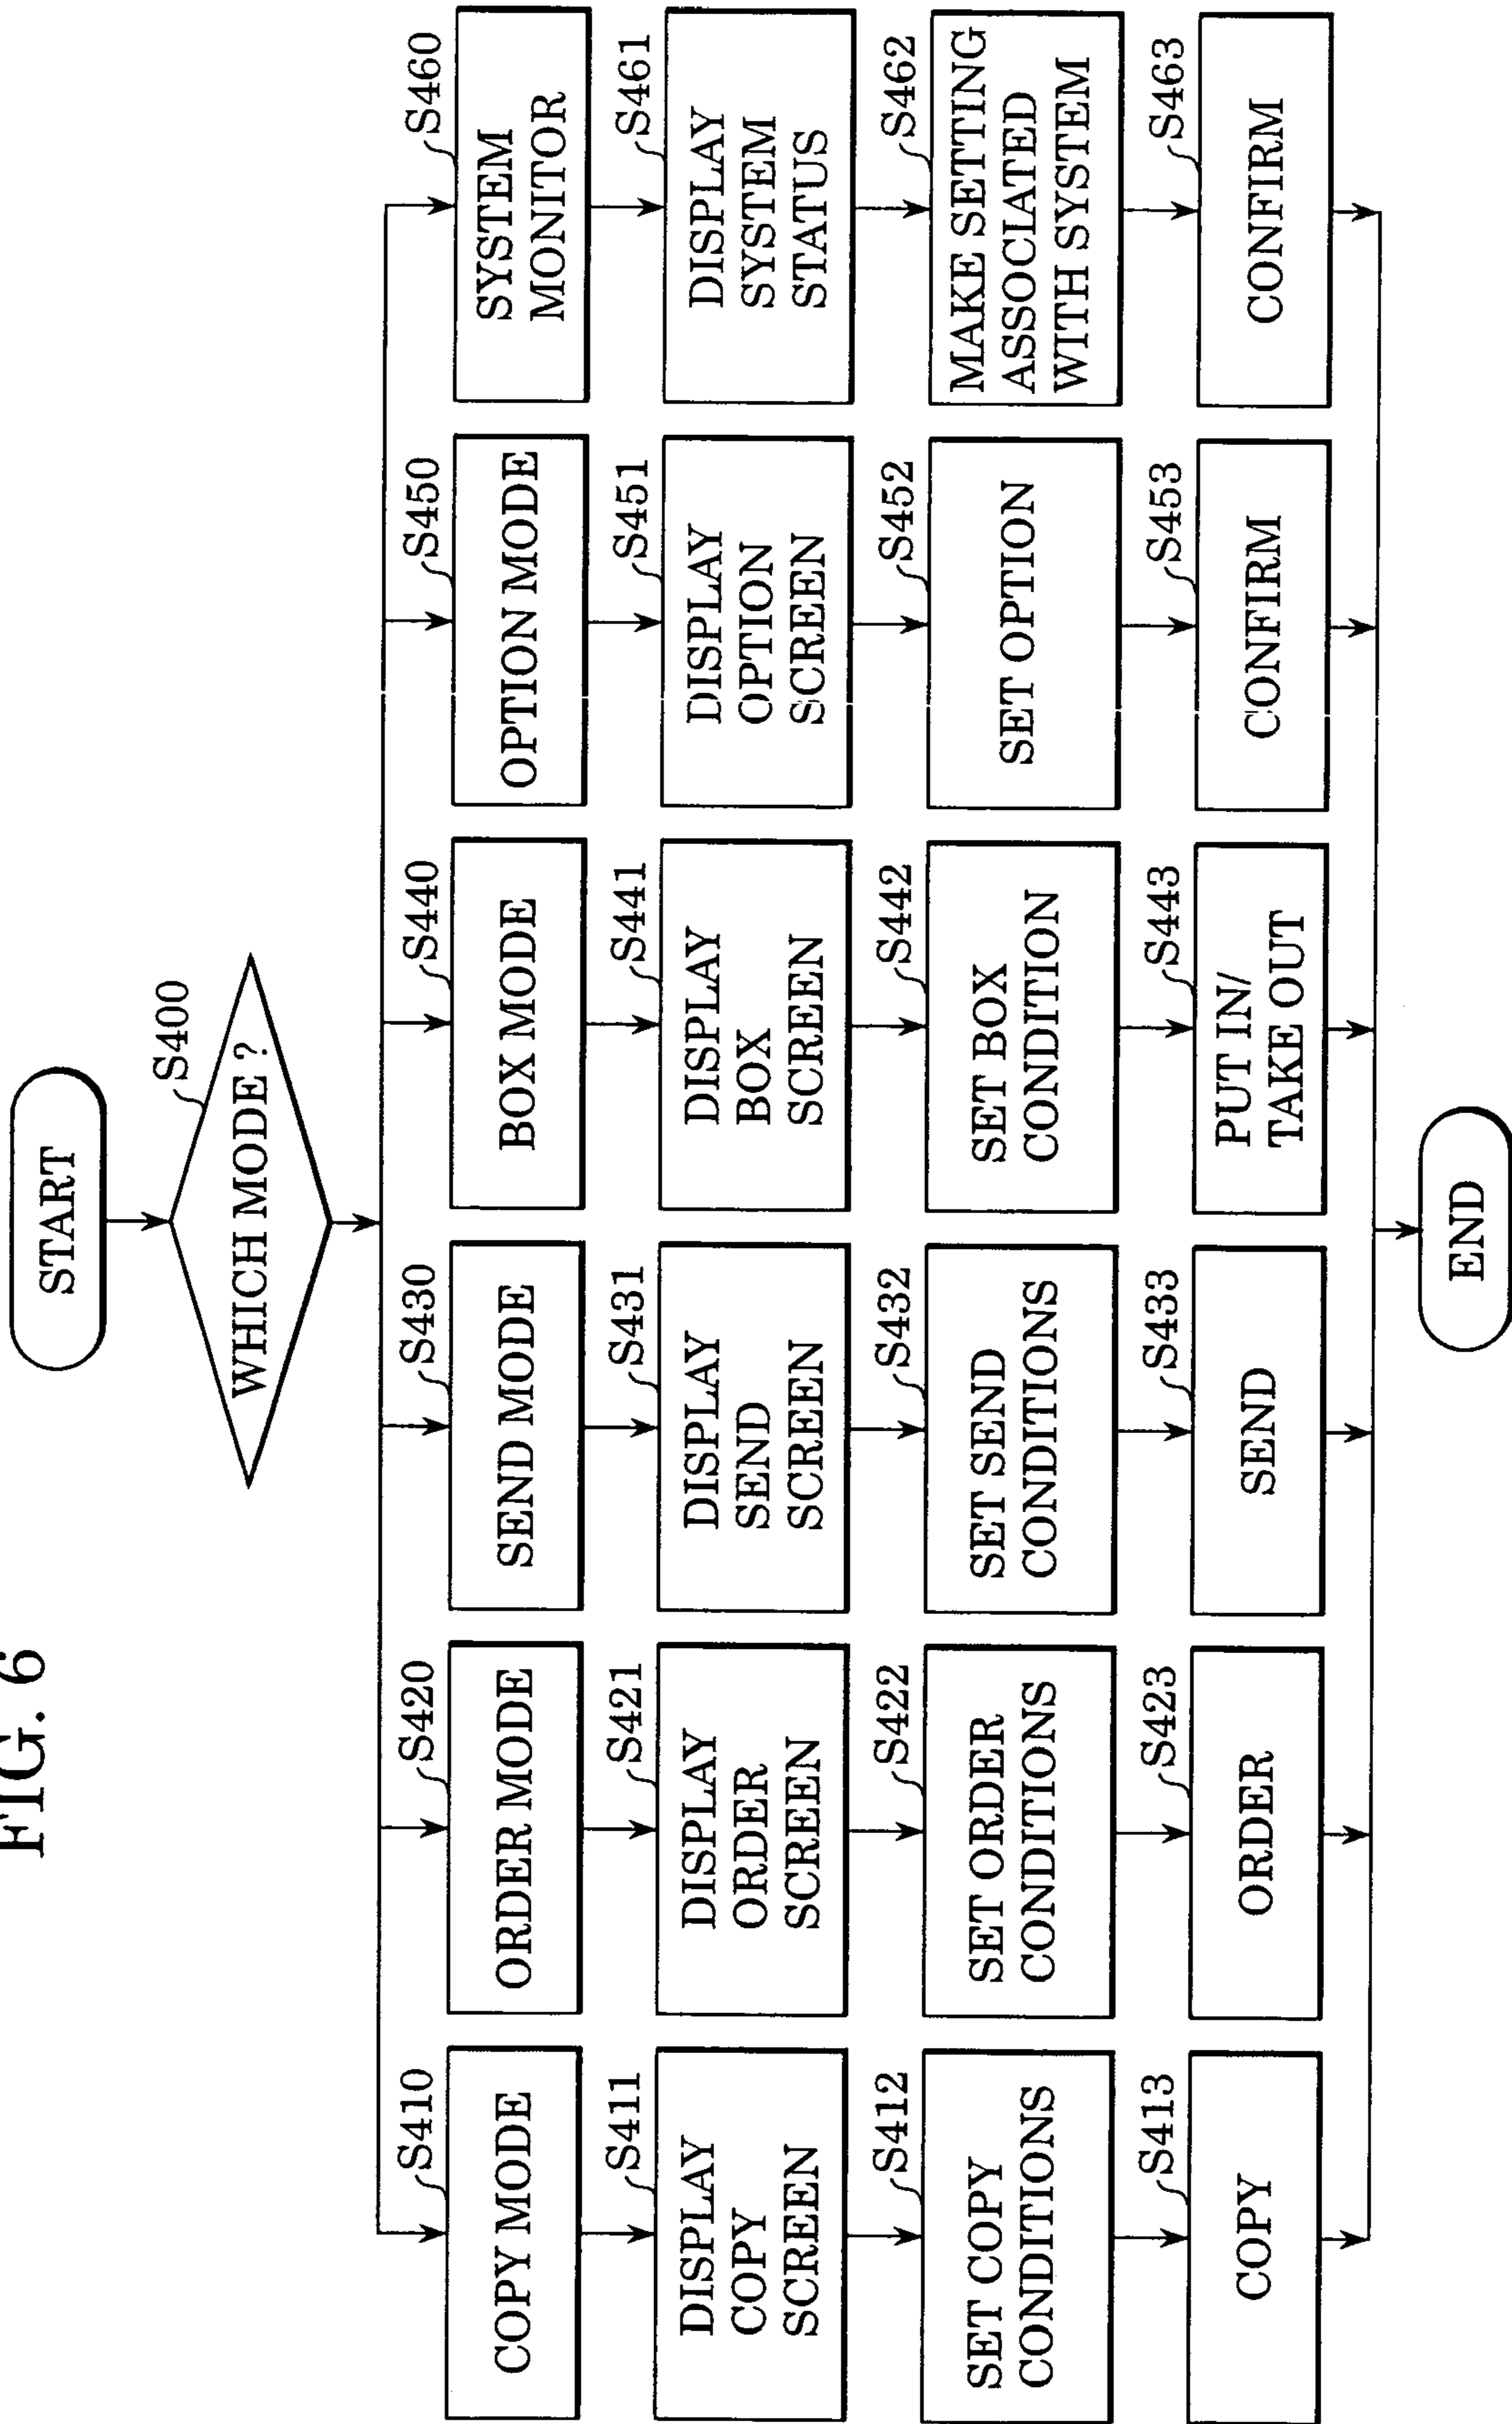 FIG. 6
START
S400
WHICH MODE ?
S410
COPY MODE
S411
DISPLAY
COPY
SCREEN
S412
SET COPY
CONDITIONS
S413
COPY
S420
ORDER MODE
S421
DISPLAY
ORDER
SCREEN
S422
SET ORDER
CONDITIONS
S423
ORDER
S430
SEND MODE
S431
DISPLAY
SEND
SCREEN
S432
SET SEND
CONDITIONS
S433
SEND
S440
BOX MODE
S441
DISPLAY
BOX
SCREEN
S442
SET BOX
CONDITION
S443
PUT IN/
TAKE OUT
S450
OPTION MODE
S451
DISPLAY
OPTION
SCREEN
S452
SET OPTION
S453
CONFIRM
S460
SYSTEM
MONITOR
S461
DISPLAY
SYSTEM
STATUS
S462
MAKE SETTING
ASSOCLATED
WITH SYSTEM
S463
CONFIRM
END